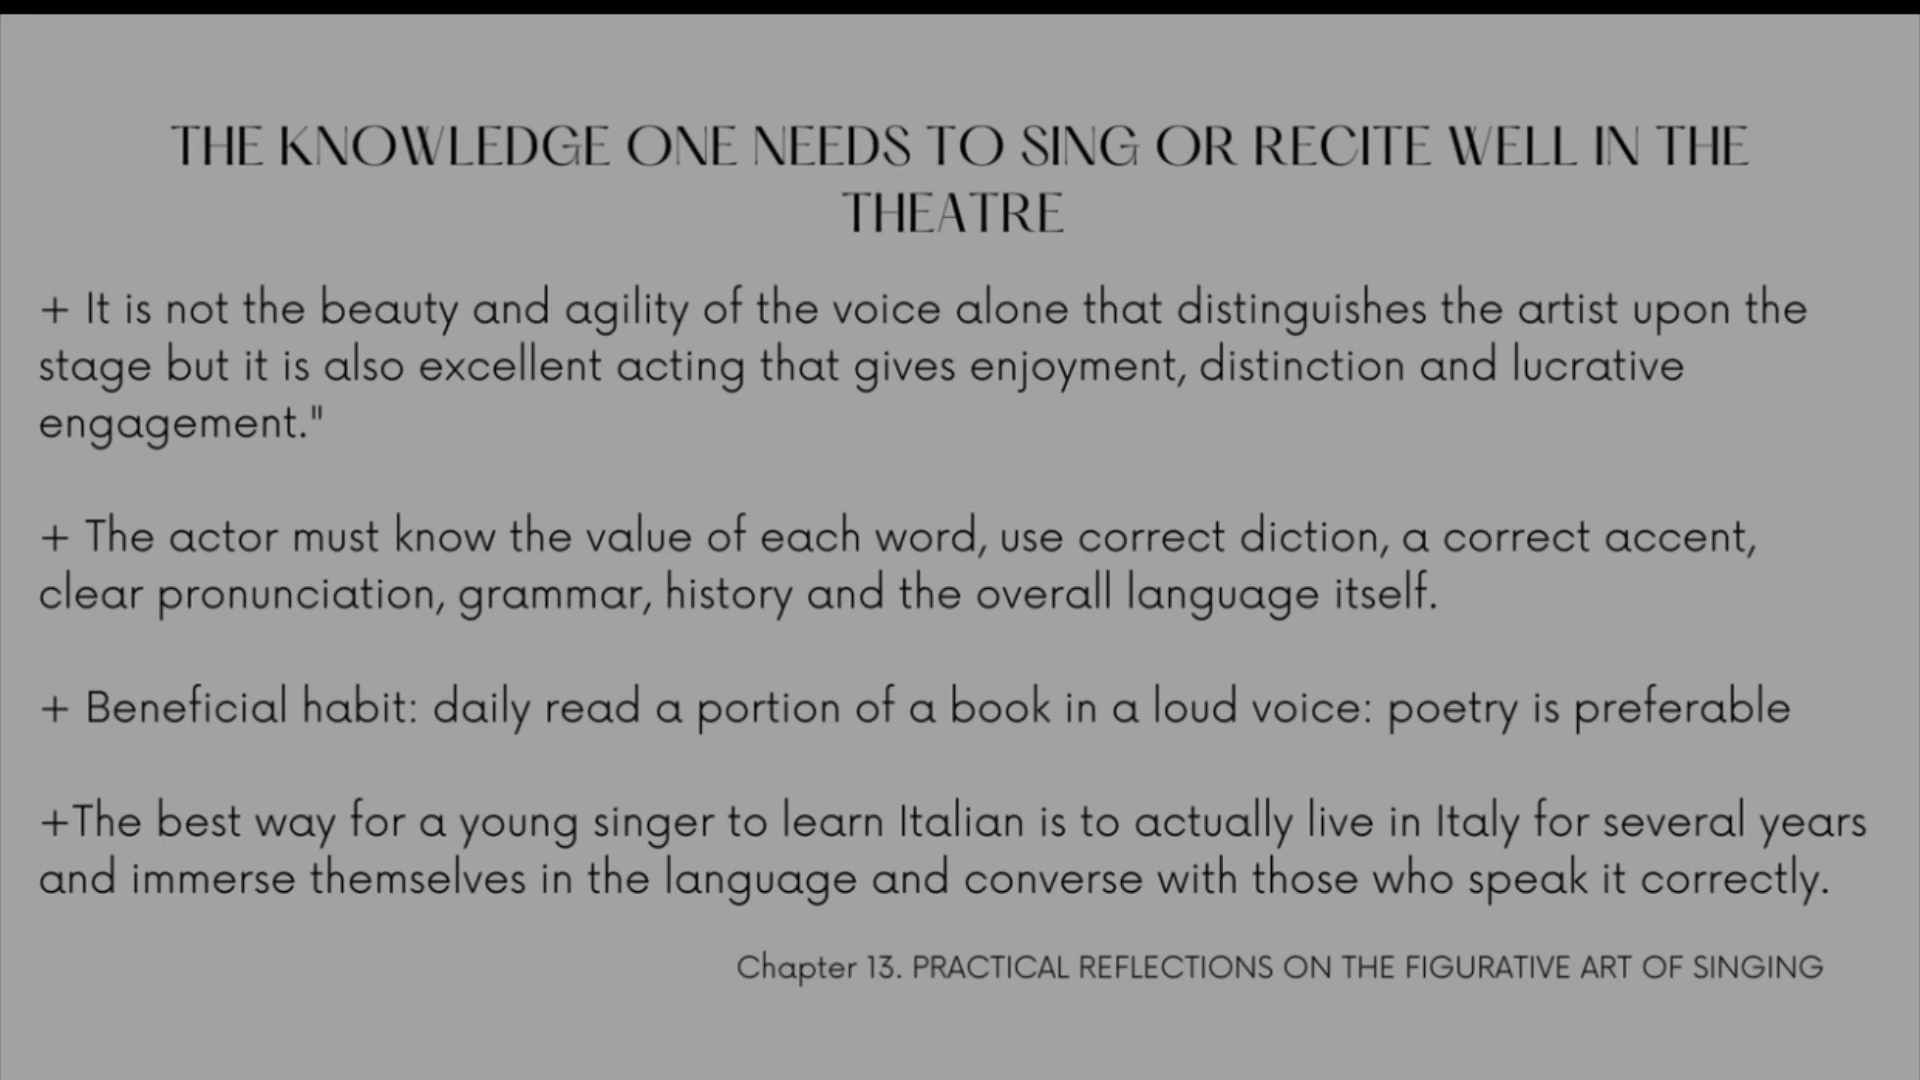 THE KNOWLEDGE ONE NEEDS TO SING OR RECITE WELL IN THE
THEATRE
+ It is not the beauty and agility of the voice alone that distinguishes the artist upon the
stage but it is also excellent acting that gives enjoyment, distinction and lucrative
engagement."
+ The actor must know the value of each word, use correct diction, a correct accent,
clear pronunciation, grammar, history and the overall language itself.
+ Beneficial habit: daily read a portion of a book in a loud voice: poetry is preferable
+The best way for a young singer to learn Italian is to actually live in Italy for several years
and immerse themselves in the language and converse with those who speak it correctly.
Chapter 13. PRACTICAL REFLECTIONS ON THE FIGURATIVE ART OF SINGING